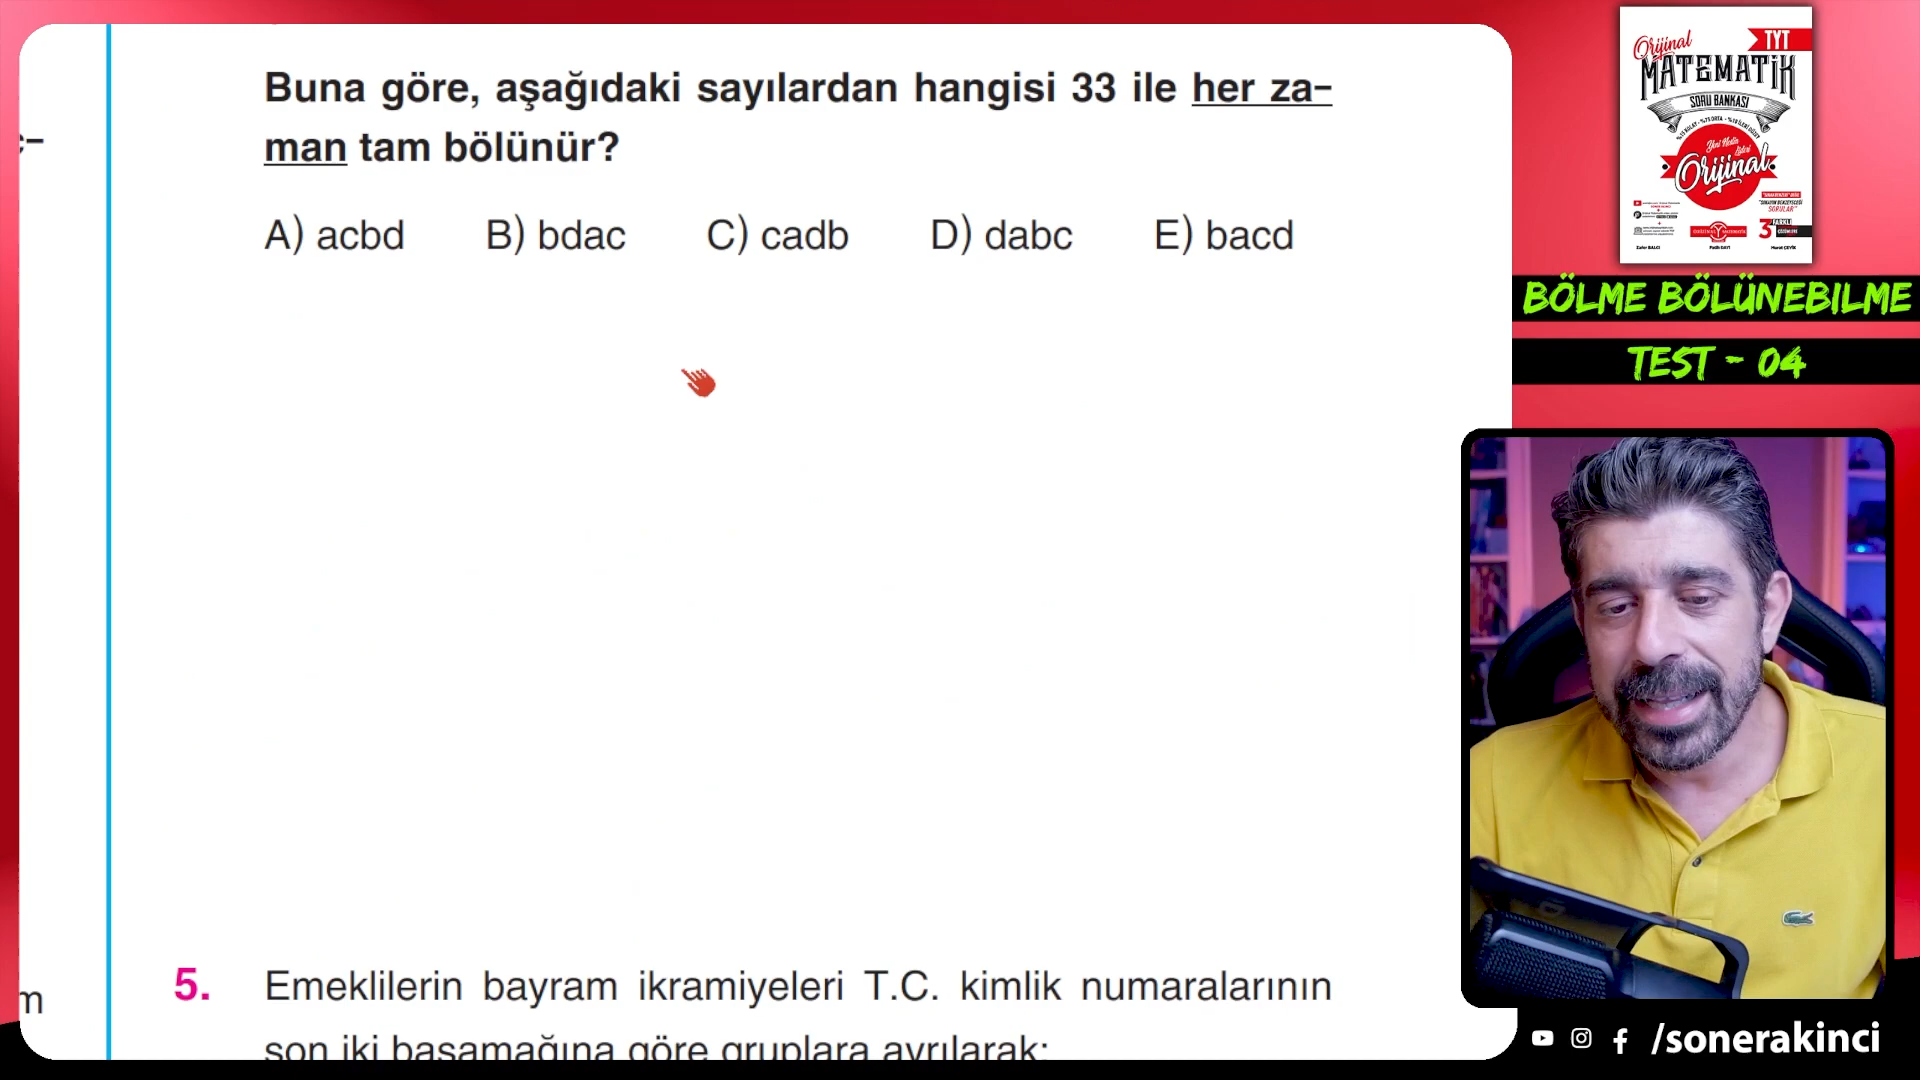 Buna göre, aşağıdaki sayılardan hangisi 33 ile her za-
man tam bölünür?
A) acbd B) bdac C) cadb D) dabc E) bacd
5. Emeklilerin bayram ikramiyeleri T.C. kimlik numaralarının
son iki basamağına göre gruplara ayrılarak;
m
Orijinal
TYT
MATEMATİK
SORU BANKASI
Orijinal
BÖLME BÖLÜNEBILME
TEST - 04
/sonerakinci